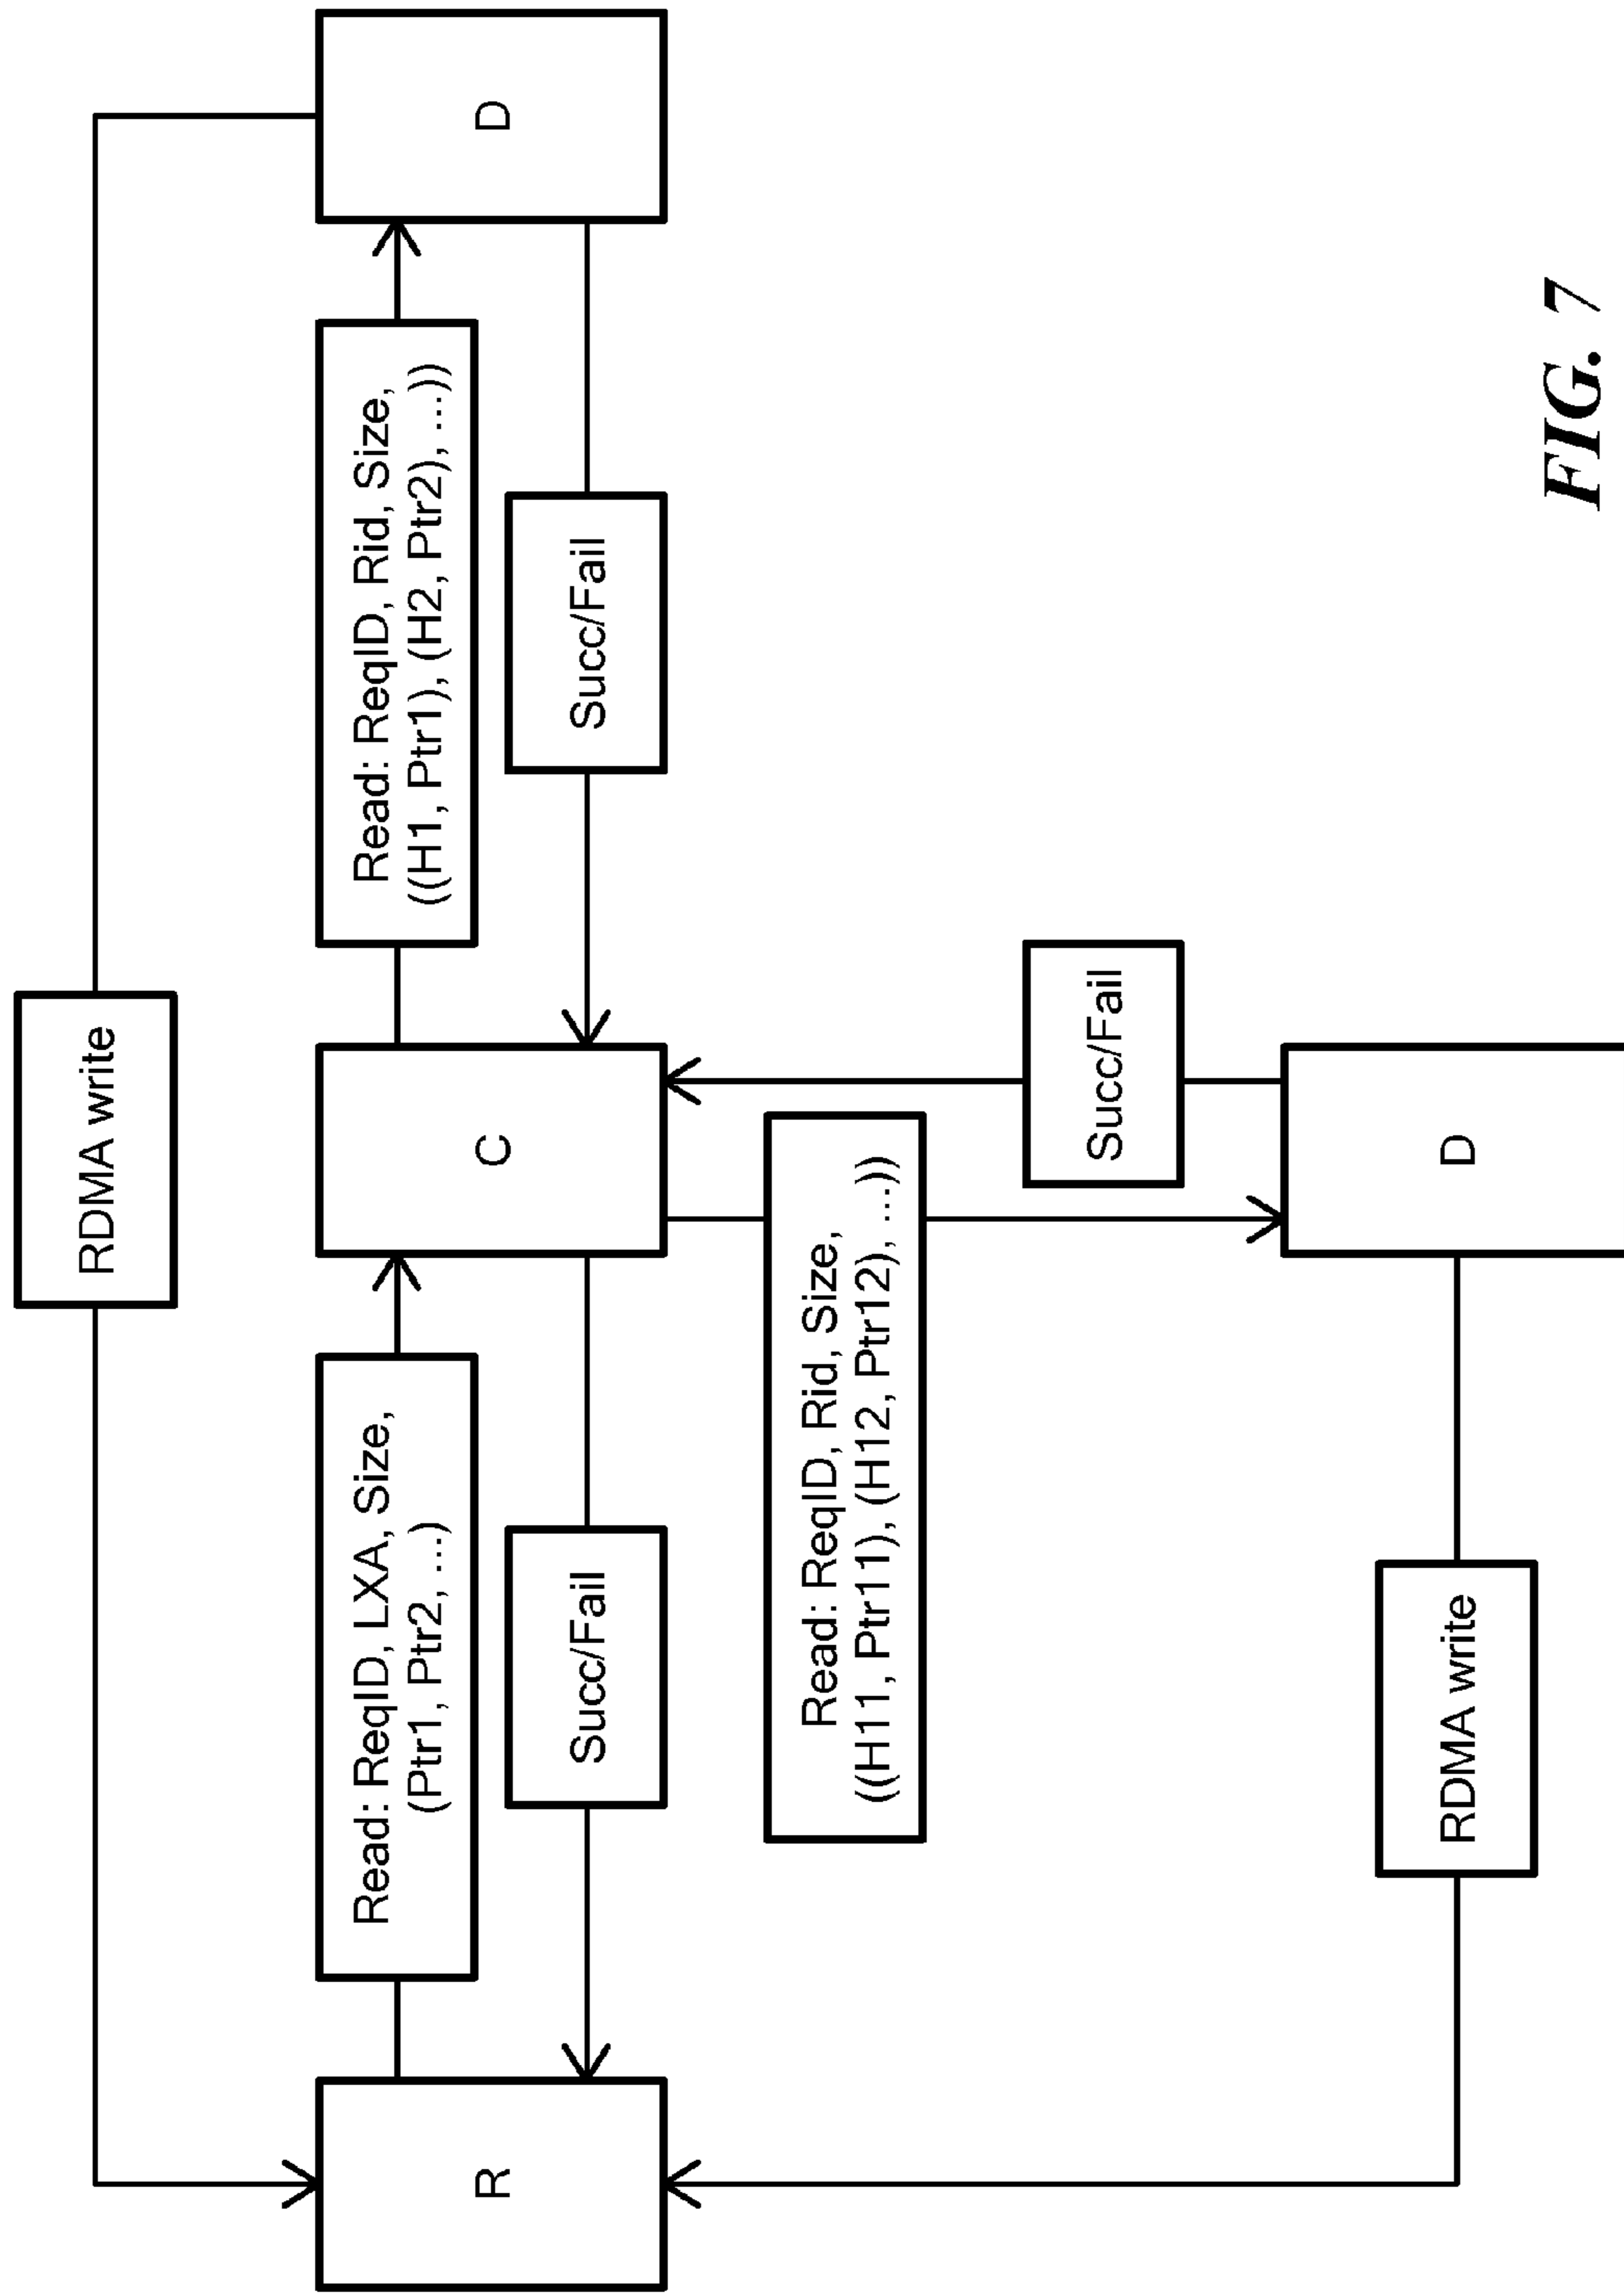 RDMA write
R
Read: ReqID, LXA, Size,
(Ptr1, Ptr2, ...)
Succ/Fail
C
Read: ReqID, Rid, Size,
((H1, Ptr1), (H2, Ptr2), ...))
Succ/Fail
D
Read: ReqID, Rid, Size,
((H11, Ptr11), (H12, Ptr12), ...))
Succ/Fail
RDMA write
D
FIG. 7